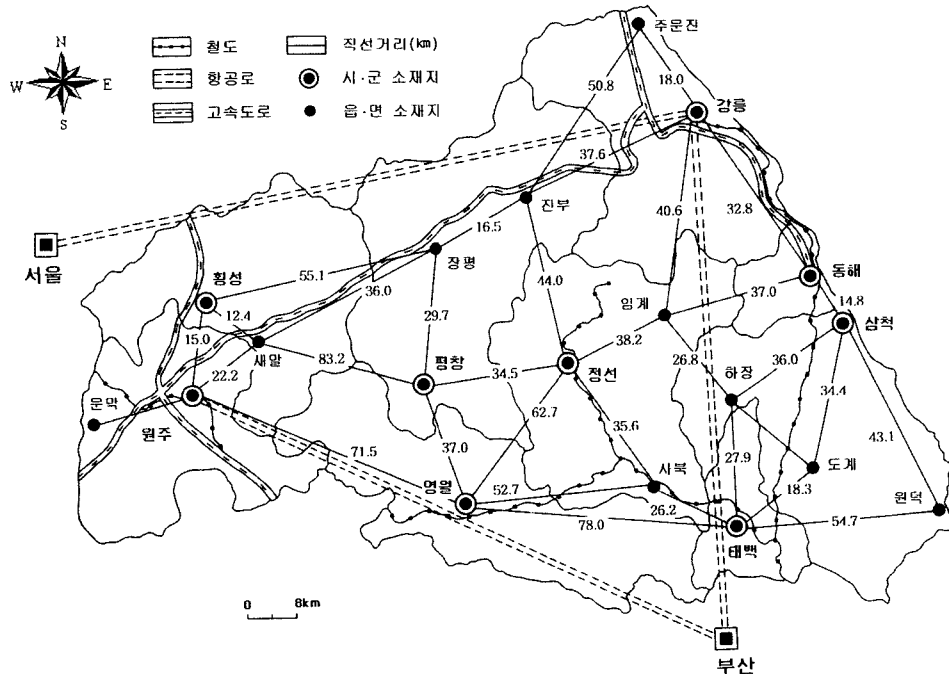 N
W
E
S
철도
직선거리(km)
항공로
시·군 소재지
고속도로
읍·면 소재지
주문진
50.8
18.0
강릉
37.6
진부
16.5
40.6
32.8
서울
장평
횡성
55.1
36.0
44.0
임계
37.0
동해
12.4
29.7
14.8
삼척
15.0
새말
83.2
평창
38.2
34.5
정선
26.8
하장
36.0
22.2
34.4
문막
원주
62.7
35.6
43.1
71.5
37.0
영월
52.7
사북
27.9
도계
18.3
원덕
26.2
78.0
태백
54.7
0 8km
부산